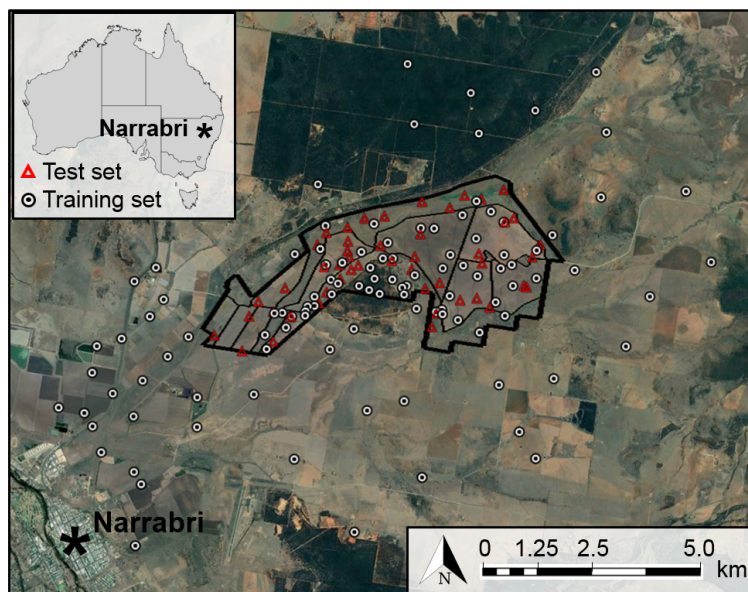 Narrabri *
Test set
Training set
Narrabri
*
N
0 1.25 2.5 5.0
km